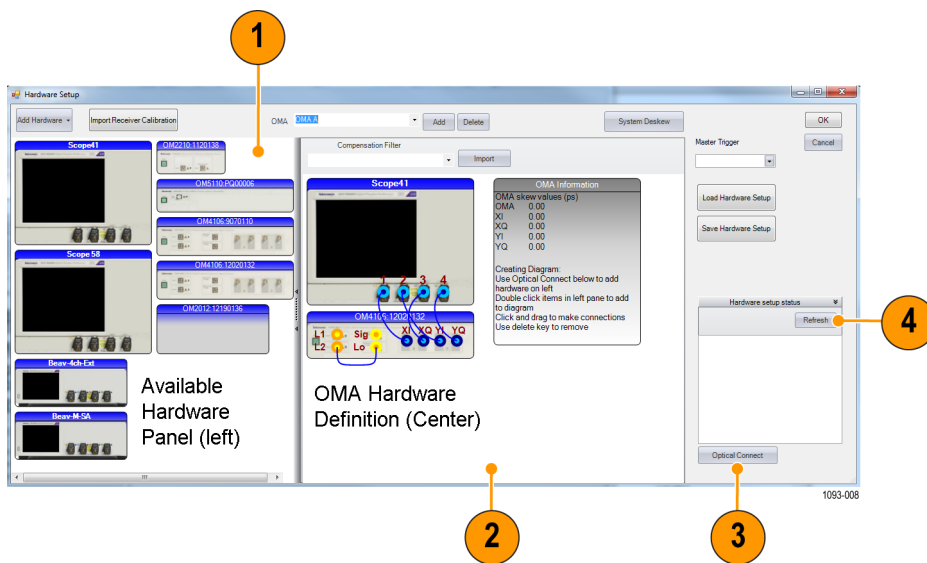 1
Hardware Setup
Add Hardware
Import Receiver Calibration
OMA
OMA A
Add
Delete
System Deskew
OK
Cancel
Scope41
OM2210:1120138
OM5110:PQ00006
OM4106:9070110
Scope 58
OM4106:12020132
OM2012:12190136
Beav-4ch-Ext
Beav-M-SA
Available
Hardware
Panel (left)
Compensation Filter
Import
Scope41
1 2 3 4
OM4106:12020132
L1 Sig XI XQ YI YQ
L2 Lo
OMA Hardware
Definition (Center)
OMA Information
OMA skew values (ps)
OMA 0.00
XI 0.00
XQ 0.00
YI 0.00
YQ 0.00
Creating Diagram:
Use Optical Connect below to add
hardware on left
Double click items in left pane to add
to diagram
Click and drag to make connections
Use delete key to remove
Master Trigger
Load Hardware Setup
Save Hardware Setup
Hardware setup status
Refresh
4
Optical Connect
1093-008
2
3